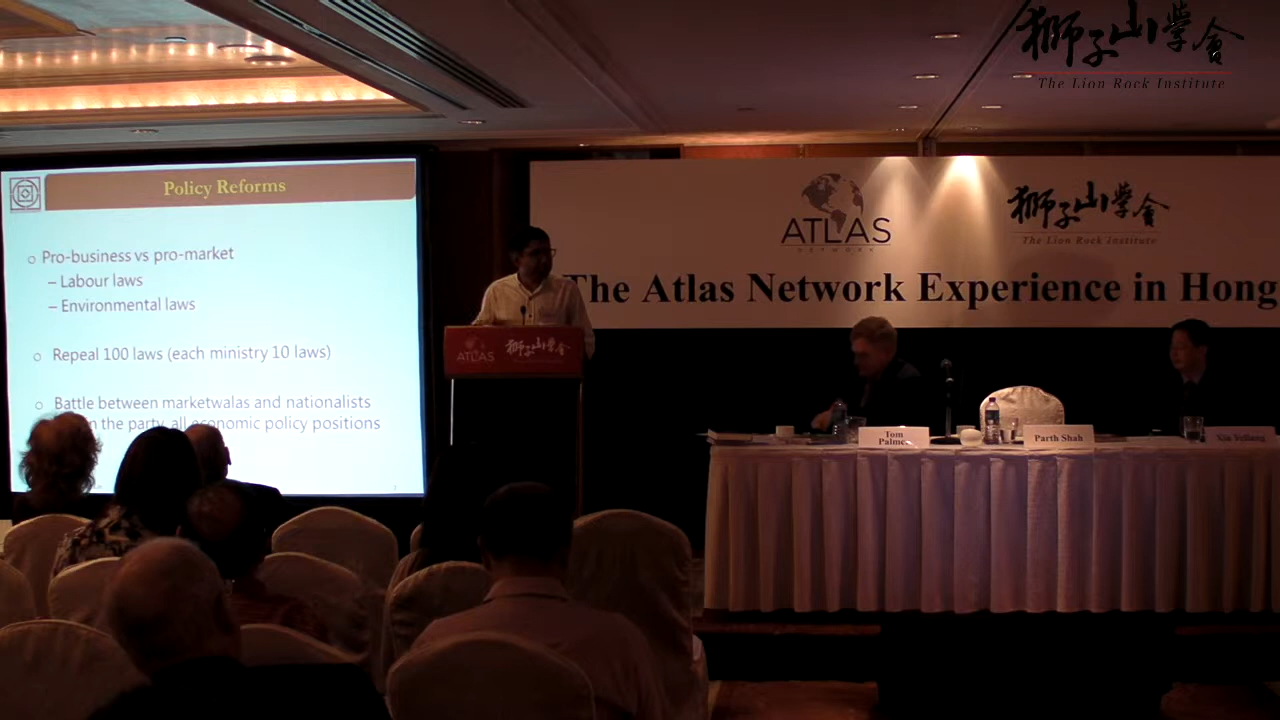 獅子山學會
The Lion Rock Institute
Policy Reforms
Pro-business vs pro-market
– Labour laws
– Environmental laws
Repeal 100 laws (each ministry 10 laws)
Battle between marketwalas and nationalists
the party, all economic policy positions
ATLAS
NETWORK
獅子山學會
The Lion Rock Institute
The Atlas Network Experience in Hong
ATLAS
獅子山學會
Tom
Palmer
Parth Shah